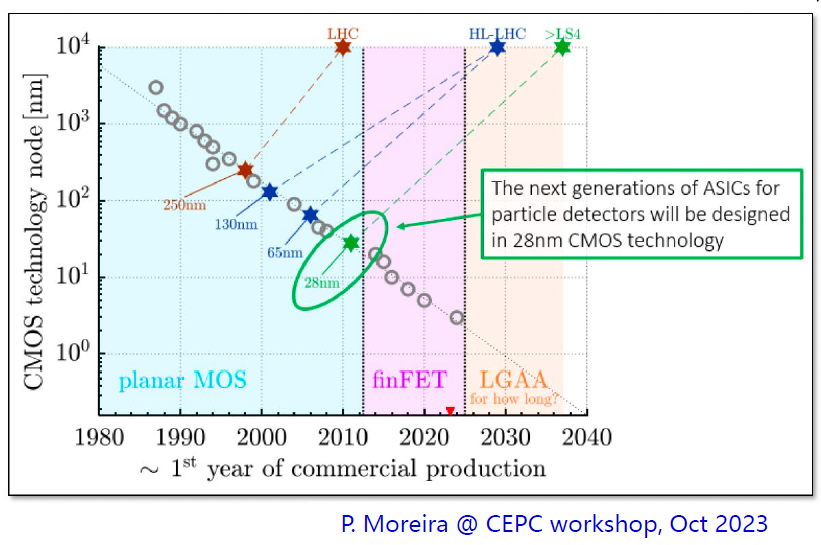 LHC
HL-LHC
>LS4
10⁴
10³
10²
10¹
10⁰
CMOS technology node [nm]
250nm
130nm
65nm
28nm
The next generations of ASICs for
particle detectors will be designed
in 28nm CMOS technology
planar MOS
finFET
LGAA
for how long?
1980
1990
2000
2010
2020
2030
2040
~ 1ˢᵗ year of commercial production
P. Moreira @ CEPC workshop, Oct 2023